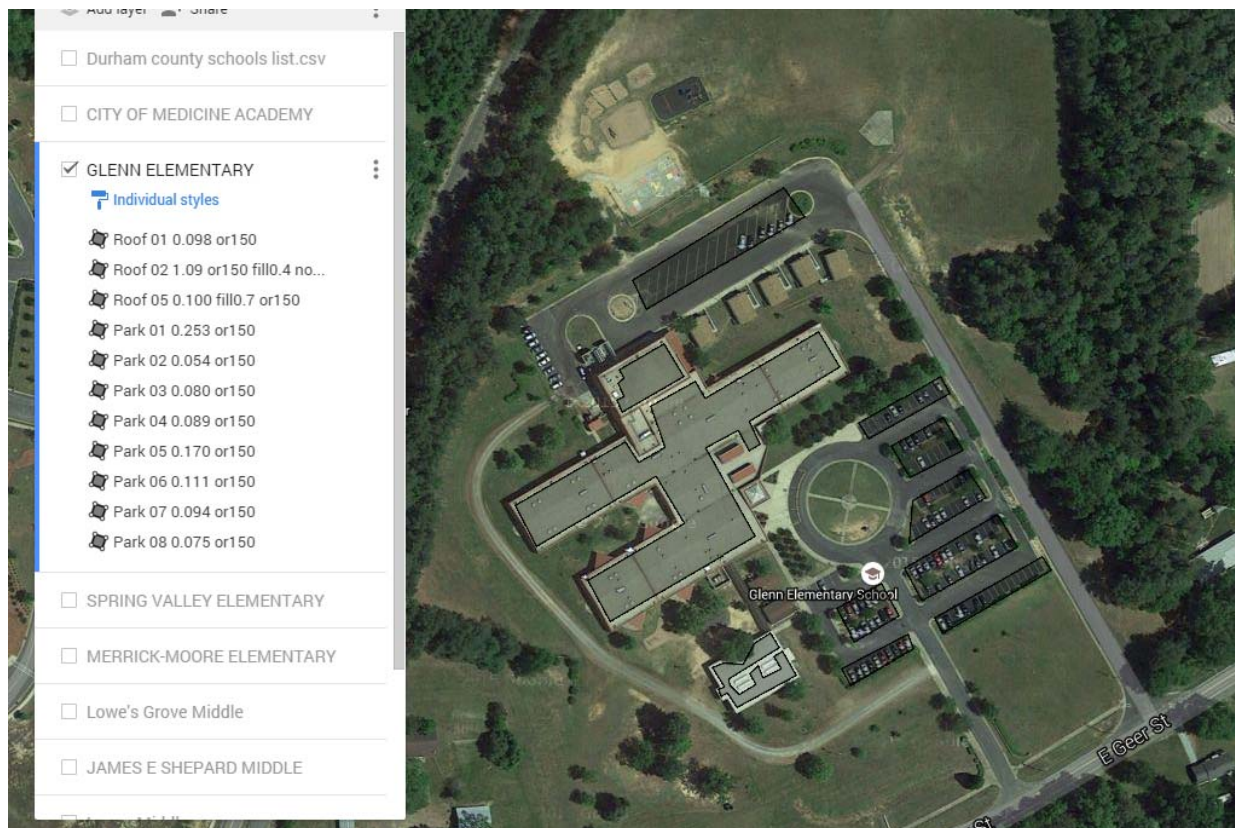 Add layer Share
Durham county schools list.csv
CITY OF MEDICINE ACADEMY
GLENN ELEMENTARY
Individual styles
Roof 01 0.098 or150
Roof 02 1.09 or150 fill0.4 no...
Roof 05 0.100 fill0.7 or150
Park 01 0.253 or150
Park 02 0.054 or150
Park 03 0.080 or150
Park 04 0.089 or150
Park 05 0.170 or150
Park 06 0.111 or150
Park 07 0.094 or150
Park 08 0.075 or150
SPRING VALLEY ELEMENTARY
MERRICK-MOORE ELEMENTARY
Lowe's Grove Middle
JAMES E SHEPARD MIDDLE
Glenn Elementary School
E Geer St
St